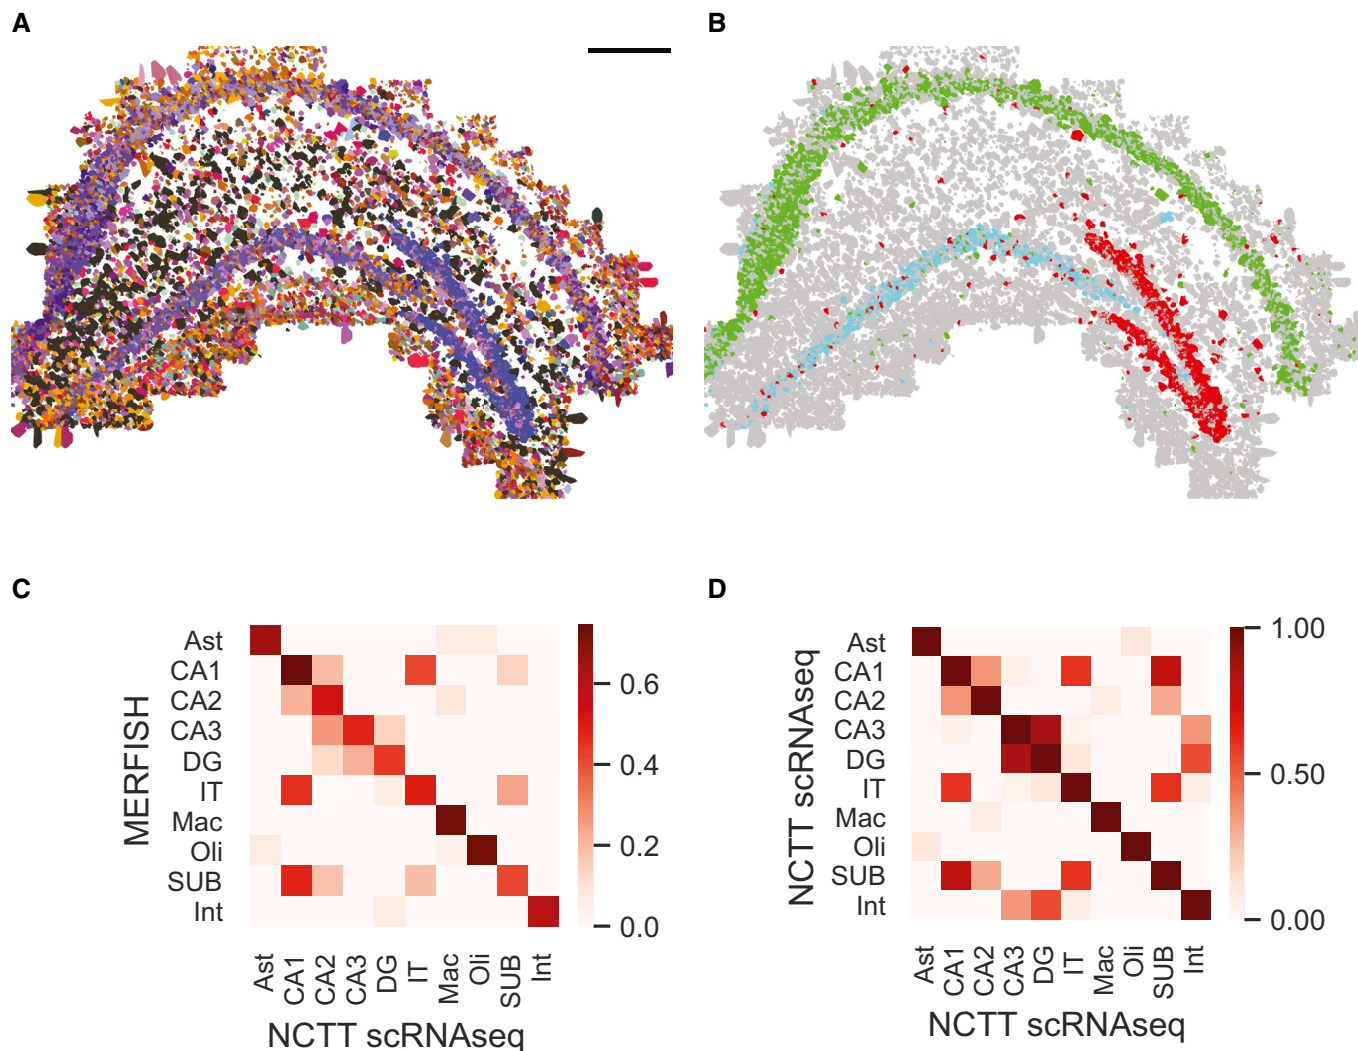 A
B
C
D
MERFISH
Ast
CA1
CA2
CA3
DG
IT
Mac
Oli
SUB
Int
0.6
0.4
0.2
0.0
Ast CA1 CA2 CA3 DG IT Mac Oli SUB Int
NCTT scRNAseq
NCTT scRNAseq
Ast
CA1
CA2
CA3
DG
IT
Mac
Oli
SUB
Int
1.00
0.50
0.00
Ast CA1 CA2 CA3 DG IT Mac Oli SUB Int
NCTT scRNAseq